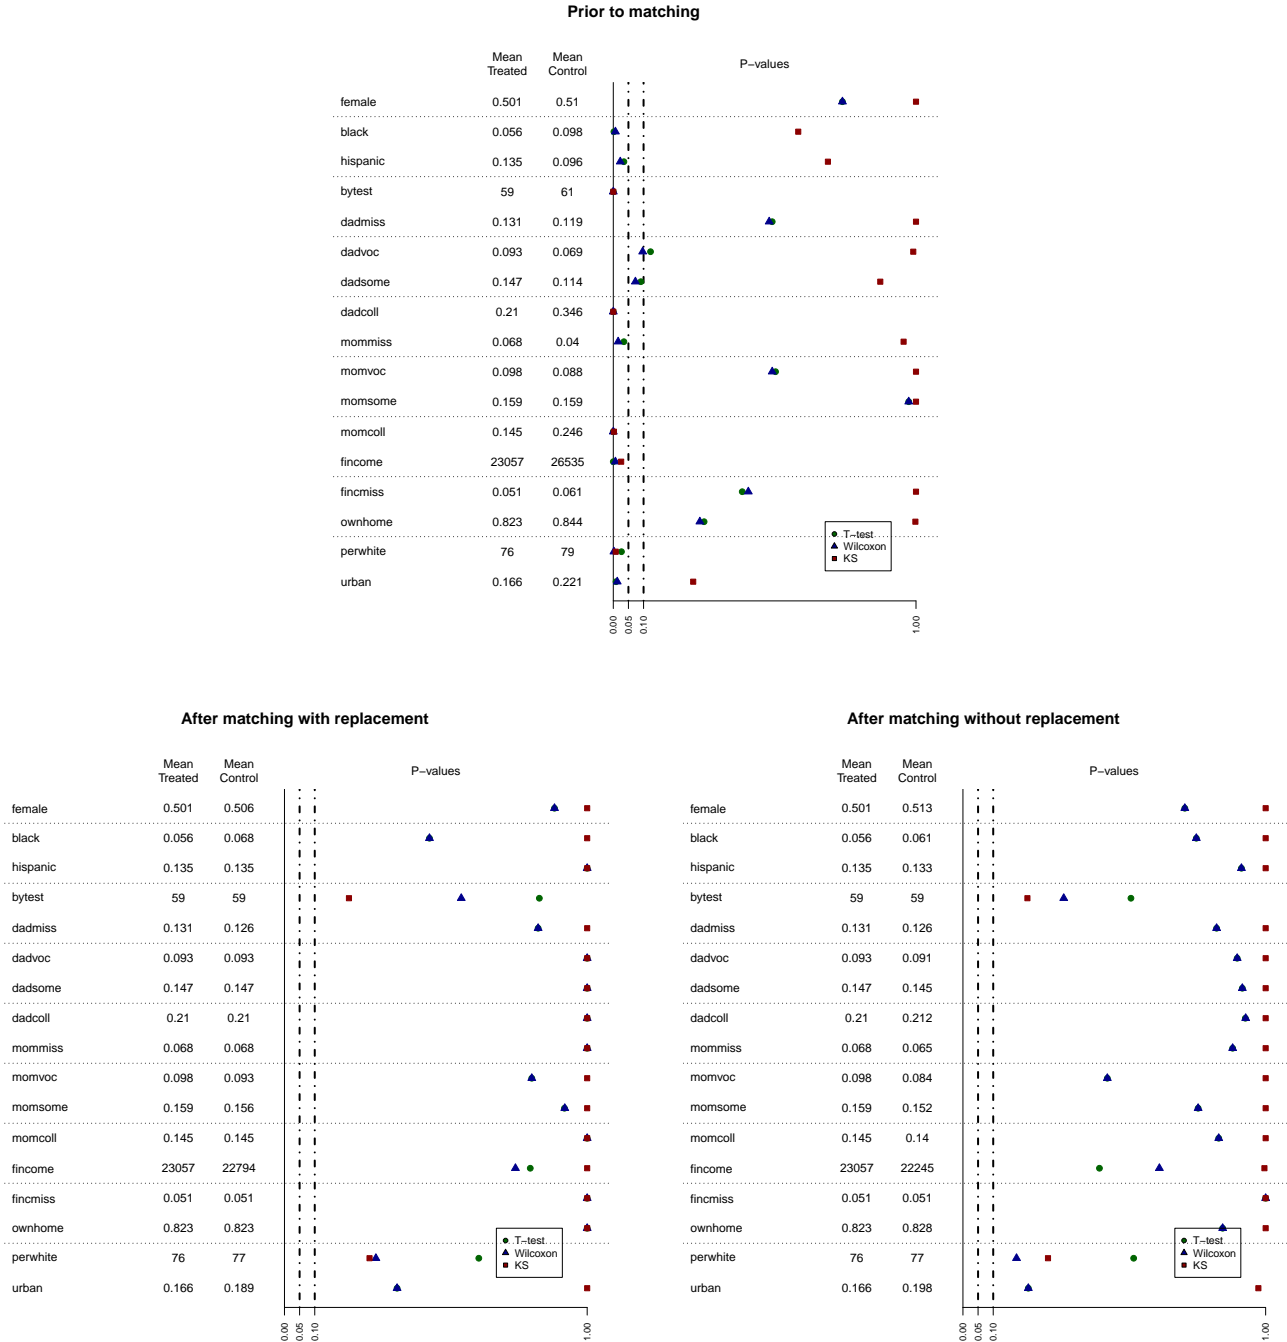 Prior to matching
Mean Treated Mean Control P−values
female 0.501 0.51
black 0.056 0.098
hispanic 0.135 0.096
bytest 59 61
dadmiss 0.131 0.119
dadvoc 0.093 0.069
dadsome 0.147 0.114
dadcoll 0.21 0.346
mommiss 0.068 0.04
momvoc 0.098 0.088
momsome 0.159 0.159
momcoll 0.145 0.246
fincome 23057 26535
fincmiss 0.051 0.061
ownhome 0.823 0.844
perwhite 76 79
urban 0.166 0.221
T−test
Wilcoxon
KS
0.00 0.05 0.10 1.00
After matching with replacement
Mean Treated Mean Control P−values
female 0.501 0.506
black 0.056 0.068
hispanic 0.135 0.135
bytest 59 59
dadmiss 0.131 0.126
dadvoc 0.093 0.093
dadsome 0.147 0.147
dadcoll 0.21 0.21
mommiss 0.068 0.068
momvoc 0.098 0.093
momsome 0.159 0.156
momcoll 0.145 0.145
fincome 23057 22794
fincmiss 0.051 0.051
ownhome 0.823 0.823
perwhite 76 77
urban 0.166 0.189
T−test
Wilcoxon
KS
0.00 0.05 0.10 1.00
After matching without replacement
Mean Treated Mean Control P−values
female 0.501 0.513
black 0.056 0.061
hispanic 0.135 0.133
bytest 59 59
dadmiss 0.131 0.126
dadvoc 0.093 0.091
dadsome 0.147 0.145
dadcoll 0.21 0.212
mommiss 0.068 0.065
momvoc 0.098 0.084
momsome 0.159 0.152
momcoll 0.145 0.14
fincome 23057 22245
fincmiss 0.051 0.051
ownhome 0.823 0.828
perwhite 76 77
urban 0.166 0.198
T−test
Wilcoxon
KS
0.00 0.05 0.10 1.00